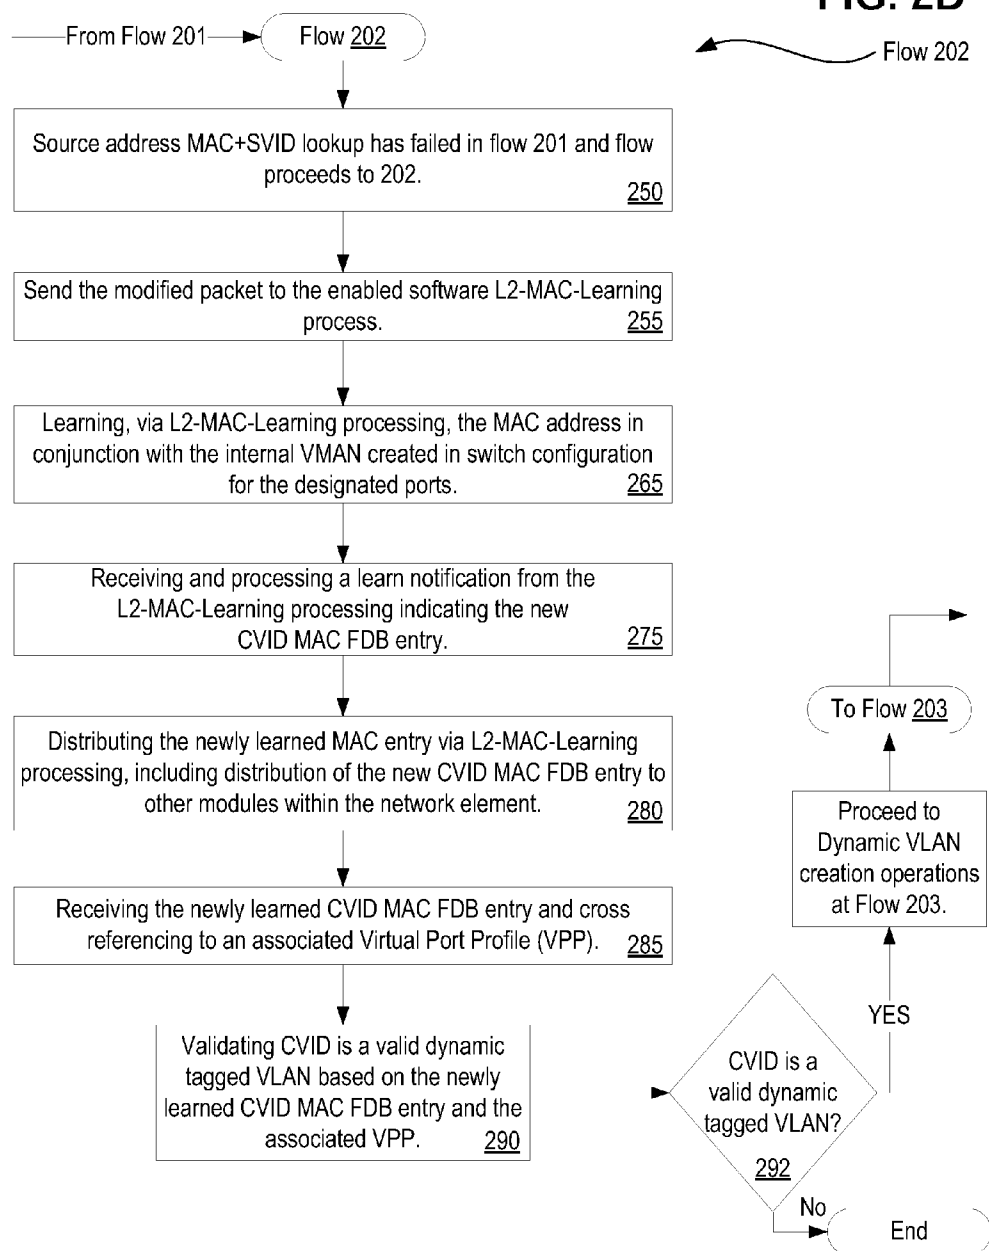 FIG. 2B
From Flow 201
Flow 202
Flow 202
Source address MAC+SVID lookup has failed in flow 201 and flow
proceeds to 202.
250
Send the modified packet to the enabled software L2-MAC-Learning
process.
255
Learning, via L2-MAC-Learning processing, the MAC address in
conjunction with the internal VMAN created in switch configuration
for the designated ports.
265
Receiving and processing a learn notification from the
L2-MAC-Learning processing indicating the new
CVID MAC FDB entry.
275
Distributing the newly learned MAC entry via L2-MAC-Learning
processing, including distribution of the new CVID MAC FDB entry to
other modules within the network element.
280
Receiving the newly learned CVID MAC FDB entry and cross
referencing to an associated Virtual Port Profile (VPP).
285
Validating CVID is a valid dynamic
tagged VLAN based on the newly
learned CVID MAC FDB entry and the
associated VPP.
290
CVID is a
valid dynamic
tagged VLAN?
292
YES
Proceed to
Dynamic VLAN
creation operations
at Flow 203.
To Flow 203
No
End